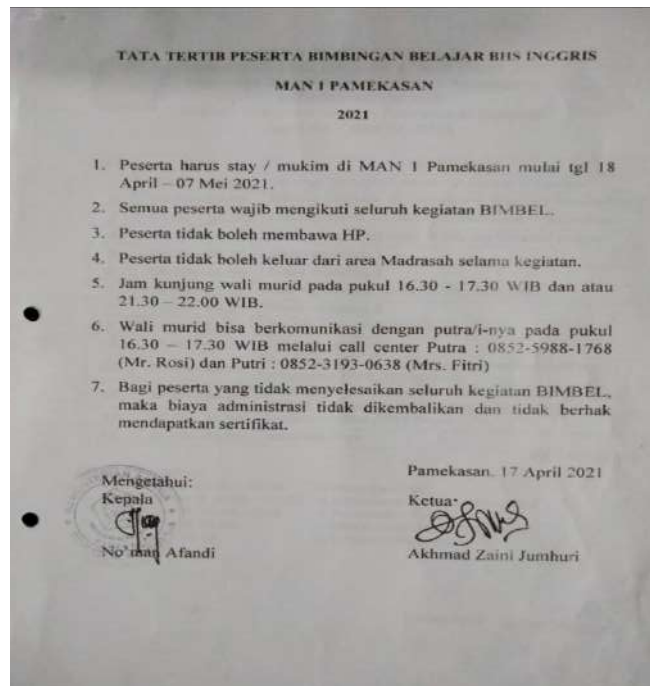 TATA TERTIB PESERTA BIMBINGAN BELAJAR BHS INGGRIS
MAN 1 PAMEKASAN
2021
1. Peserta harus stay / mukim di MAN 1 Pamekasan mulai tgl 18
April – 07 Mei 2021.
2. Semua peserta wajib mengikuti seluruh kegiatan BIMBEL.
3. Peserta tidak boleh membawa HP.
4. Peserta tidak boleh keluar dari area Madrasah selama kegiatan.
5. Jam kunjung wali murid pada pukul 16.30 - 17.30 WIB dan atau
21.30 – 22.00 WIB.
6. Wali murid bisa berkomunikasi dengan putra/i-nya pada pukul
16.30 – 17.30 WIB melalui call center Putra : 0852-5988-1768
(Mr. Rosi) dan Putri : 0852-3193-0638 (Mrs. Fitri)
7. Bagi peserta yang tidak menyelesaikan seluruh kegiatan BIMBEL,
maka biaya administrasi tidak dikembalikan dan tidak berhak
mendapatkan sertifikat.
Pamekasan, 17 April 2021
Mengetahui:
Kepala
Ketua
No'man Afandi
Akhmad Zaini Jumhuri